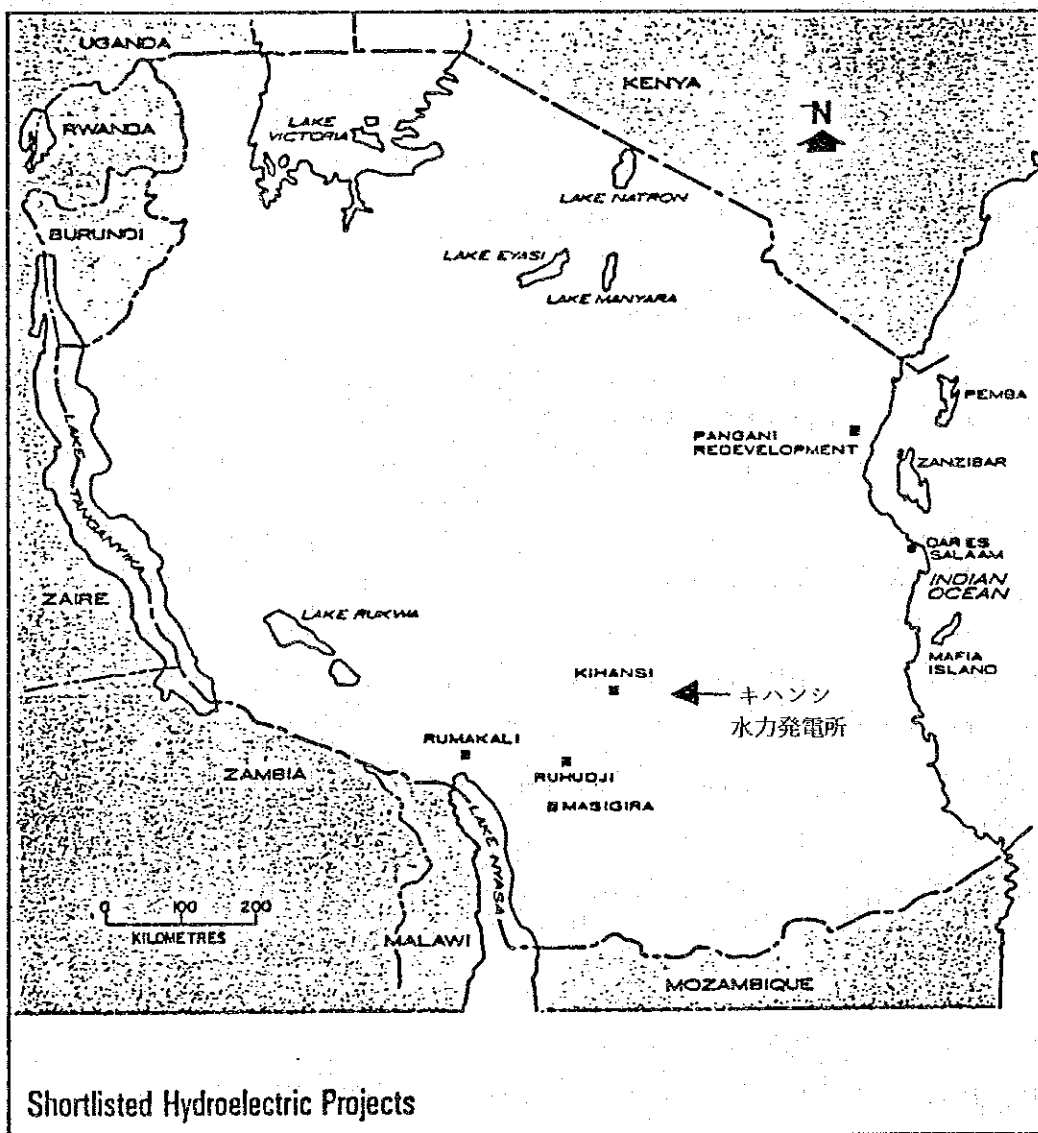 UGANDA
KENYA
N
RWANDA
LAKE
VICTORIA
LAKE NATRON
BURUNDI
LAKE EYASI
LAKE MANYARA
PEMBA
PANGANI
REDEVELOPMENT
ZANZIBAR
LAKE TANGANYIKA
DAR ES
SALAAM
INDIAN
OCEAN
ZAIRE
LAKE RUKWA
MAFIA
ISLAND
KIHANSI
キハンシ
水力発電所
RUMAKALI
ZAMBIA
RUHUDJI
MASIGIRA
LAKE NYASA
0 100 200
KILOMETRES
MALAWI
MOZAMBIQUE
Shortlisted Hydroelectric Projects